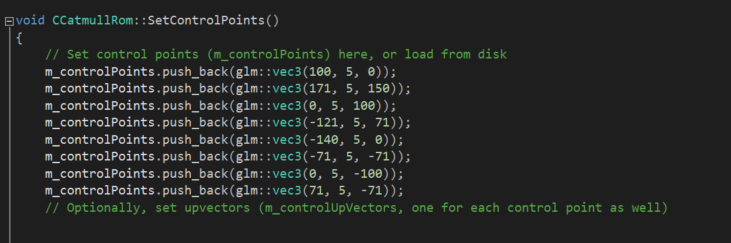 void CCatmullRom::SetControlPoints()
{
// Set control points (m_controlPoints) here, or load from disk
m_controlPoints.push_back(glm::vec3(100, 5, 0));
m_controlPoints.push_back(glm::vec3(171, 5, 150));
m_controlPoints.push_back(glm::vec3(0, 5, 100));
m_controlPoints.push_back(glm::vec3(-121, 5, 71));
m_controlPoints.push_back(glm::vec3(-140, 5, 0));
m_controlPoints.push_back(glm::vec3(-71, 5, -71));
m_controlPoints.push_back(glm::vec3(0, 5, -100));
m_controlPoints.push_back(glm::vec3(71, 5, -71));
// Optionally, set upvectors (m_controlUpVectors, one for each control point as well)